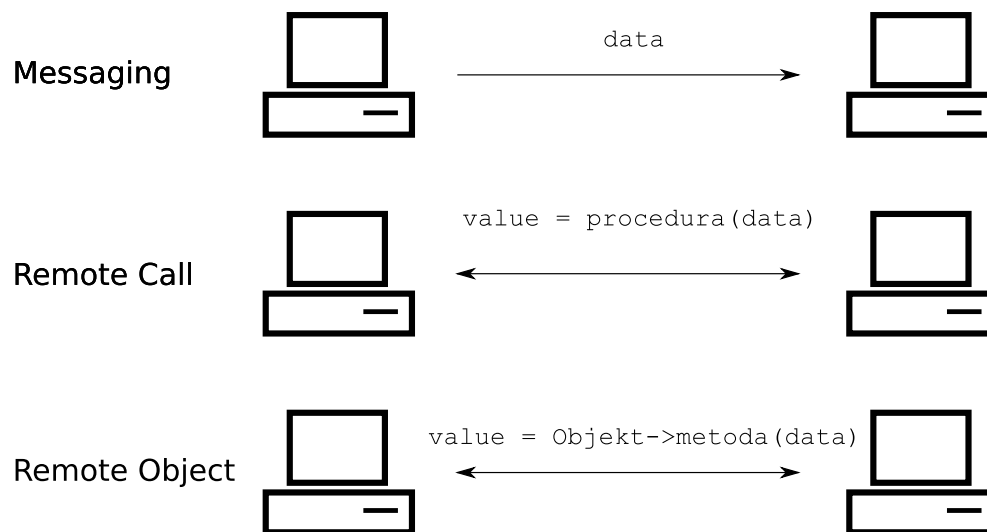 data
Messaging
value = procedura(data)
Remote Call
value = Objekt->metoda(data)
Remote Object